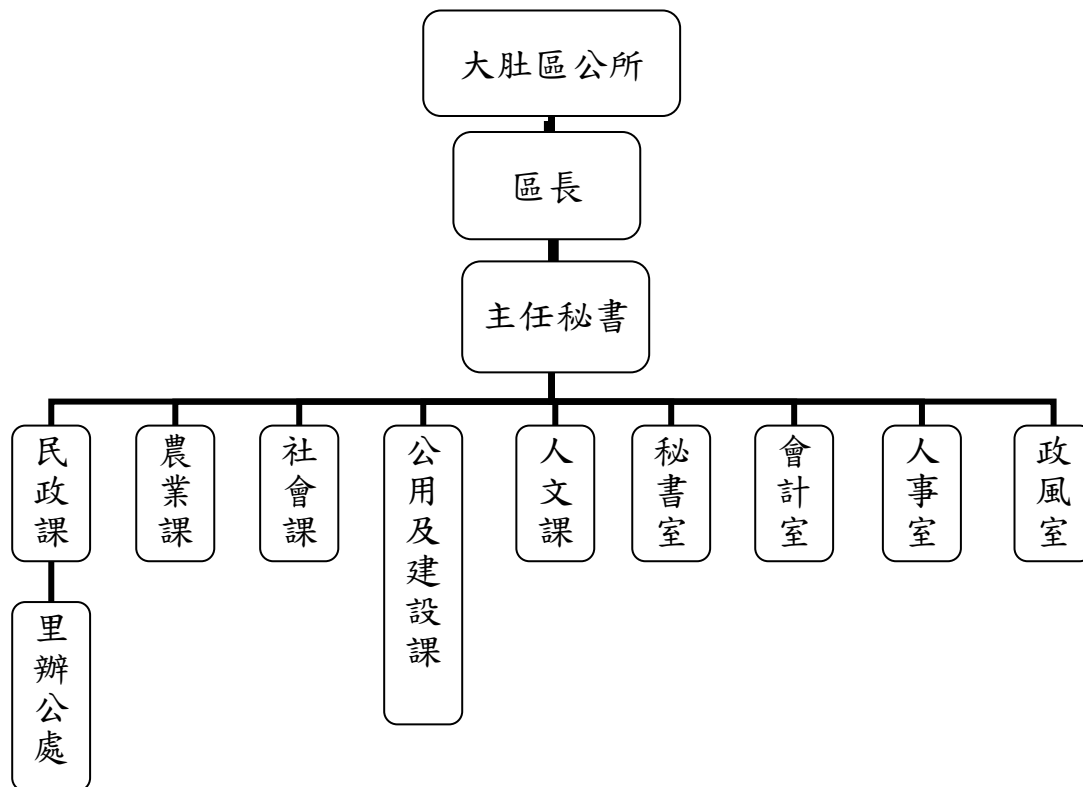 大肚區公所
區長
主任秘書
民政課
農業課
社會課
公用及建設課
人文課
秘書室
會計室
人事室
政風室
里辦公處